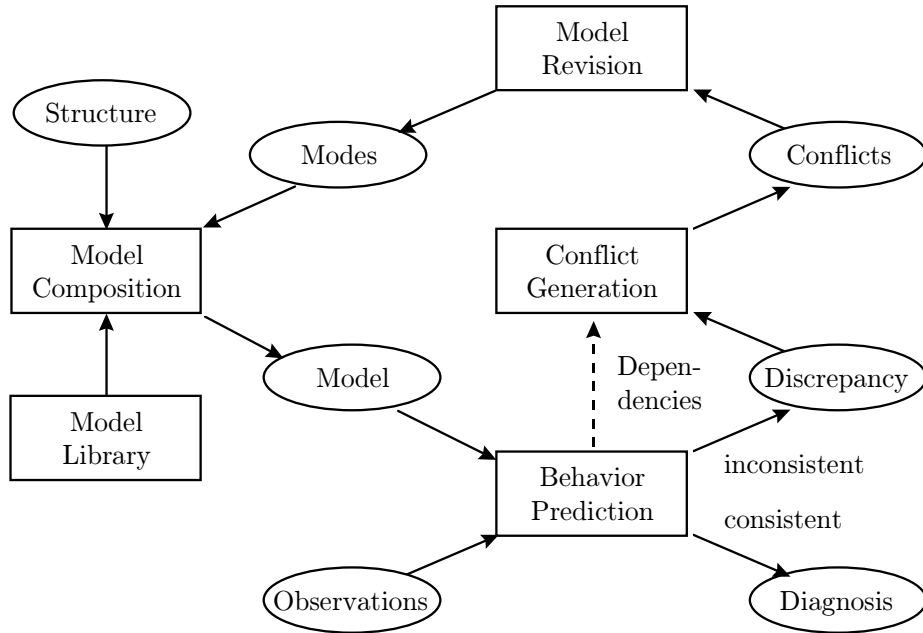 Model
Revision
Structure
Modes
Conflicts
Model
Composition
Conflict
Generation
Model
Depen-
dencies
Discrepancy
Model
Library
Behavior
Prediction
inconsistent
consistent
Observations
Diagnosis